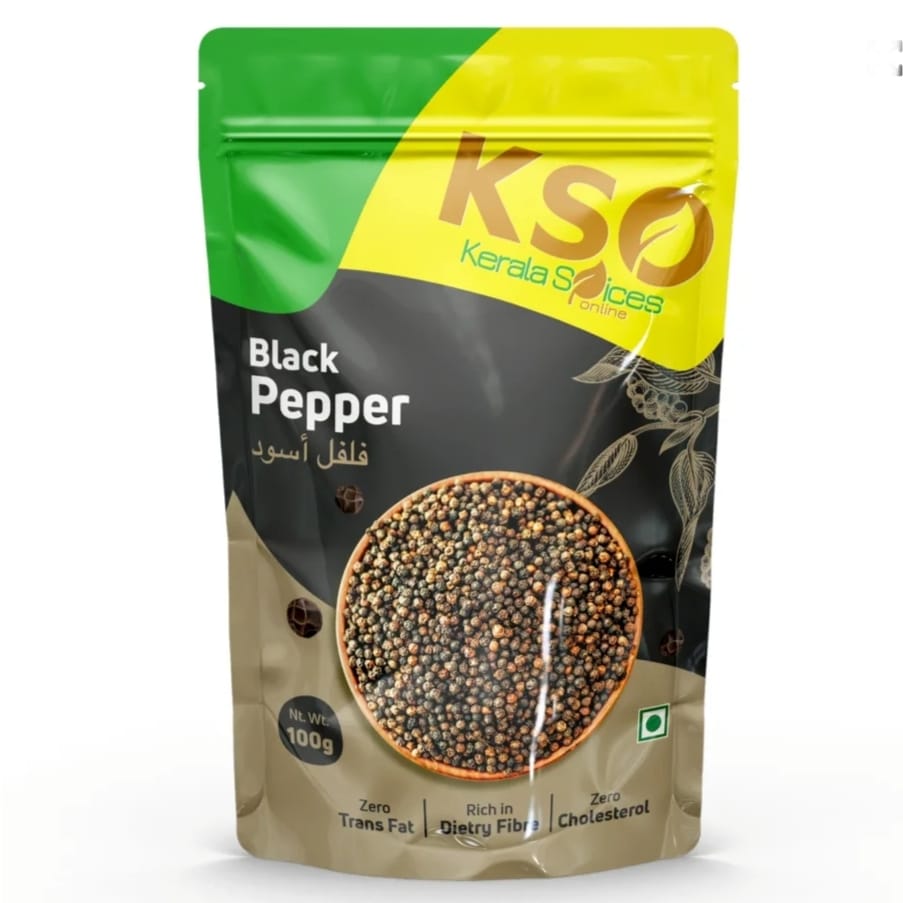 KSO
Kerala Spices
online
Black
Pepper
فلفل أسود
Nt. Wt.
100g
Zero
Trans Fat
Rich in
Dietry Fibre
Zero
Cholesterol